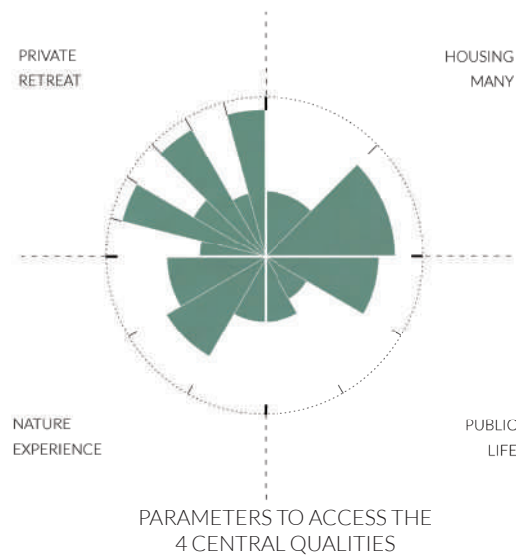 PRIVATE
RETREAT
HOUSING
MANY
NATURE
EXPERIENCE
PUBLIC
LIFE
PARAMETERS TO ACCESS THE
4 CENTRAL QUALITIES